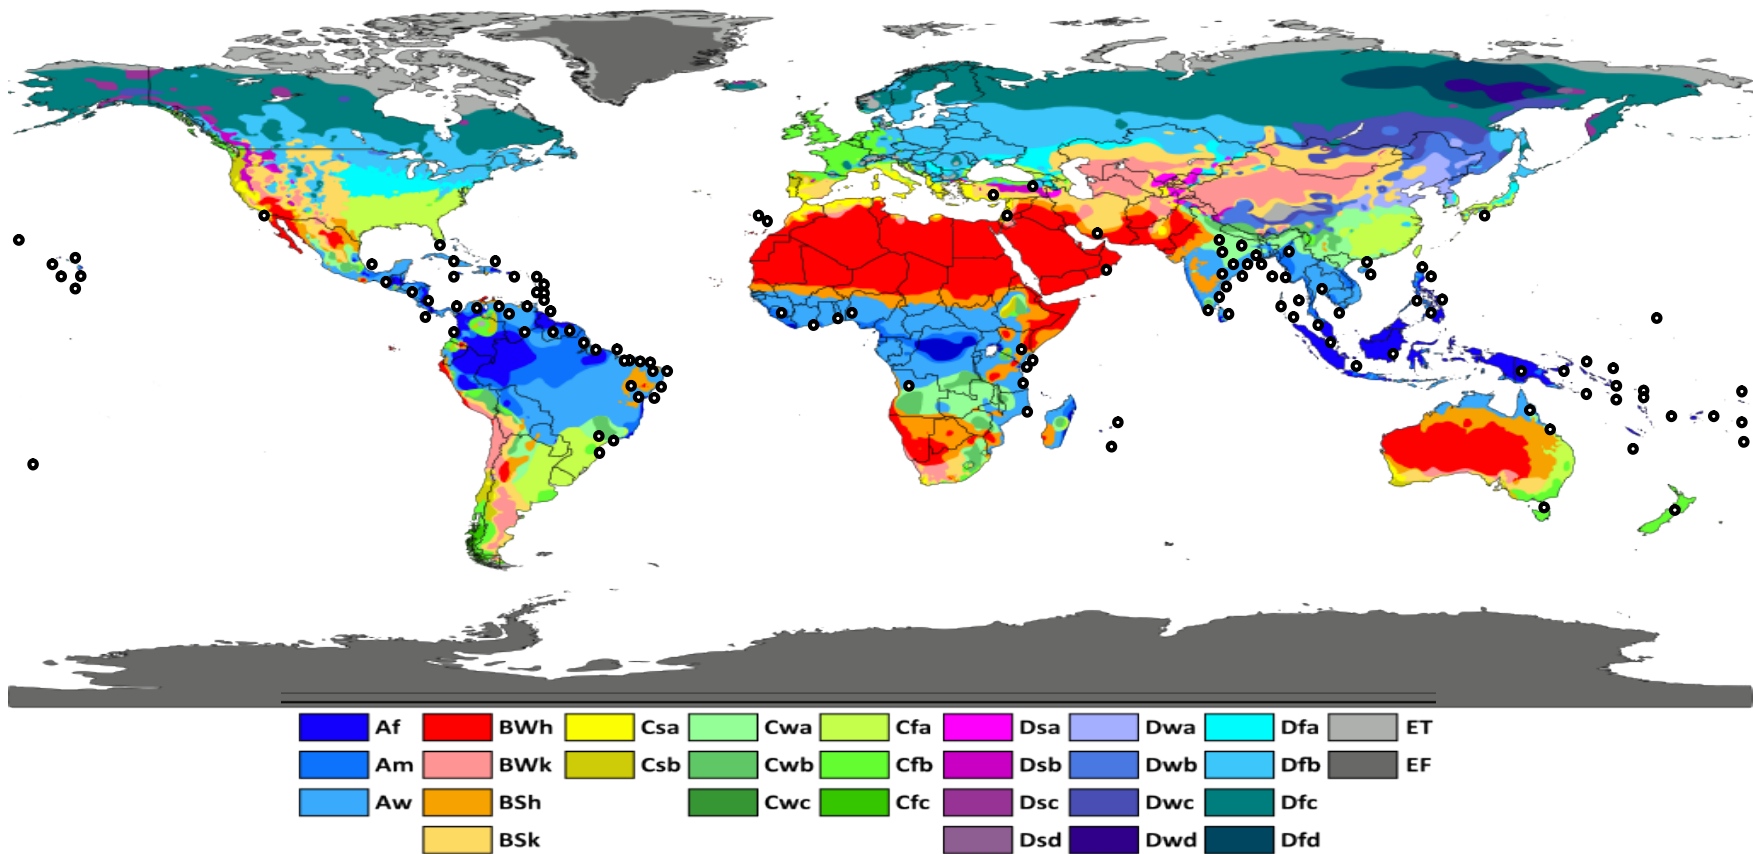 Af BWh Csa Cwa Cfa Dsa Dwa Dfa ET
Am BWk Csb Cwb Cfb Dsb Dwb Dfb EF
Aw BSh Cwc Cfc Dsc Dwc Dfc
BSk Dsd Dwd Dfd